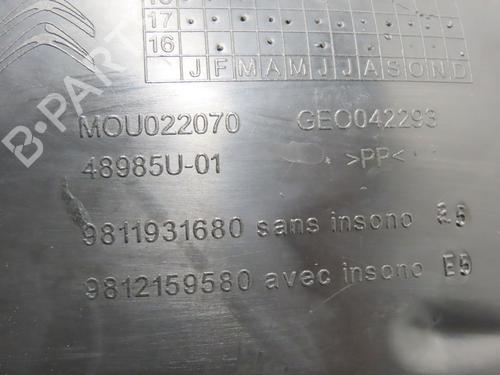 17
16
J F M A M J J A S O N D
MOU022070 GEO042293
48985U-01 >PP<
9811931680 sans insono
9812159580 avec insono E5
B-PARTS